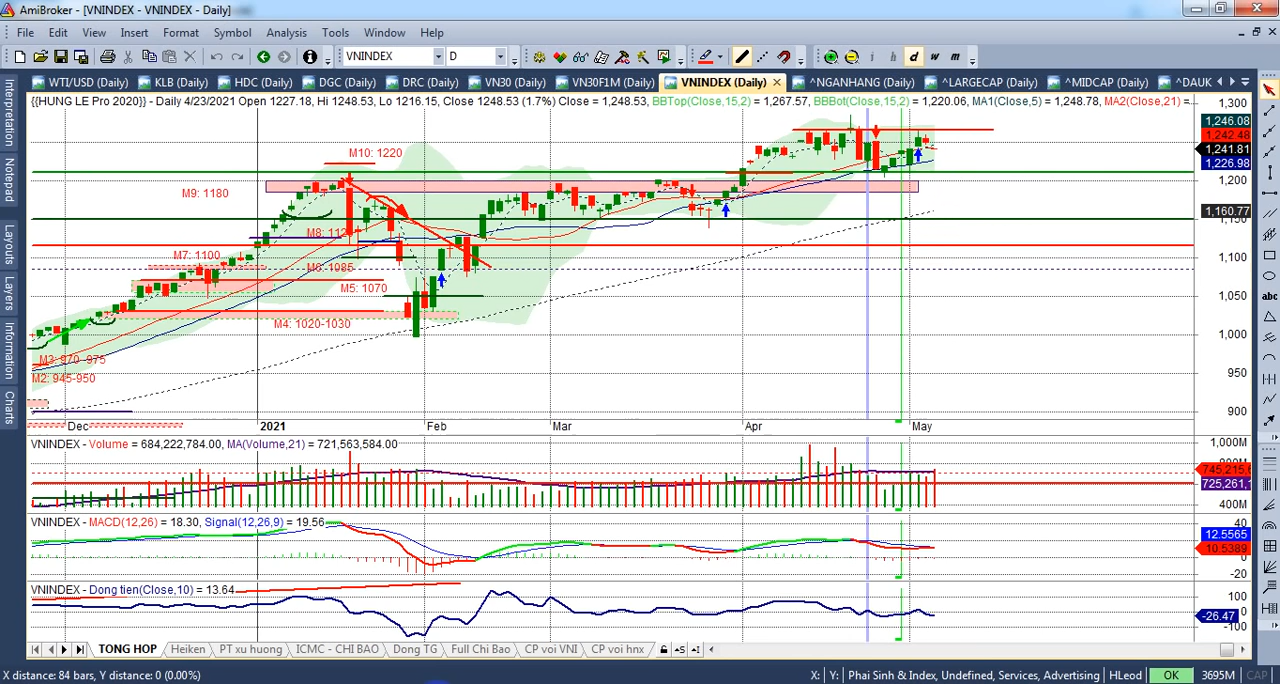 AmiBroker - [VNINDEX - VNINDEX - Daily]
File Edit View Insert Format Symbol Analysis Tools Window Help
VNINDEX D i h d w m
WTI/USD (Daily) KLB (Daily) HDC (Daily) DGC (Daily) DRC (Daily) VN30 (Daily) VN30F1M (Daily) VNINDEX (Daily) ^NGANHANG (Daily) ^LARGECAP (Daily) ^MIDCAP (Daily) ^DAUK
{{HUNG LE Pro 2020}} - Daily 4/23/2021 Open 1227.18, Hi 1248.53, Lo 1216.15, Close 1248.53 (1.7%) Close = 1,248.53, BBTop(Close,15,2) = 1,267.57, BBBot(Close,15,2) = 1,220.06, MA1(Close,5) = 1,248.78, MA2(Close,21) =
Interpretation
Notepad
Layouts
Layers
Information
Charts
1,300
1,246.08
1,242.48
1,241.81
1,226.98
1,200
1,160.77
1,100
1,050
1,000
950
900
M10: 1220
M9: 1180
M8: 112
M7: 1100
M6: 1085
M5: 1070
M4: 1020-1030
M3: 970 -975
M2: 945-950
Dec 2021 Feb Mar Apr May
VNINDEX - Volume = 684,222,784.00, MA(Volume,21) = 721,563,584.00
1,000M
745,215,
725,261,
400M
VNINDEX - MACD(12,26) = 18.30, Signal(12,26,9) = 19.56
40
12.5565
10.5389
-20
VNINDEX - Dong tien(Close,10) = 13.64
100
-26.47
-100
abc
TONG HOP Heiken PT xu huong ICMC - CHI BAO Dong TG Full Chi Bao CP voi VNI CP voi hnx
X distance: 84 bars, Y distance: 0 (0.00%) X: Y: Phai Sinh & Index, Undefined, Services, Advertising HLeod OK 3695M CAP